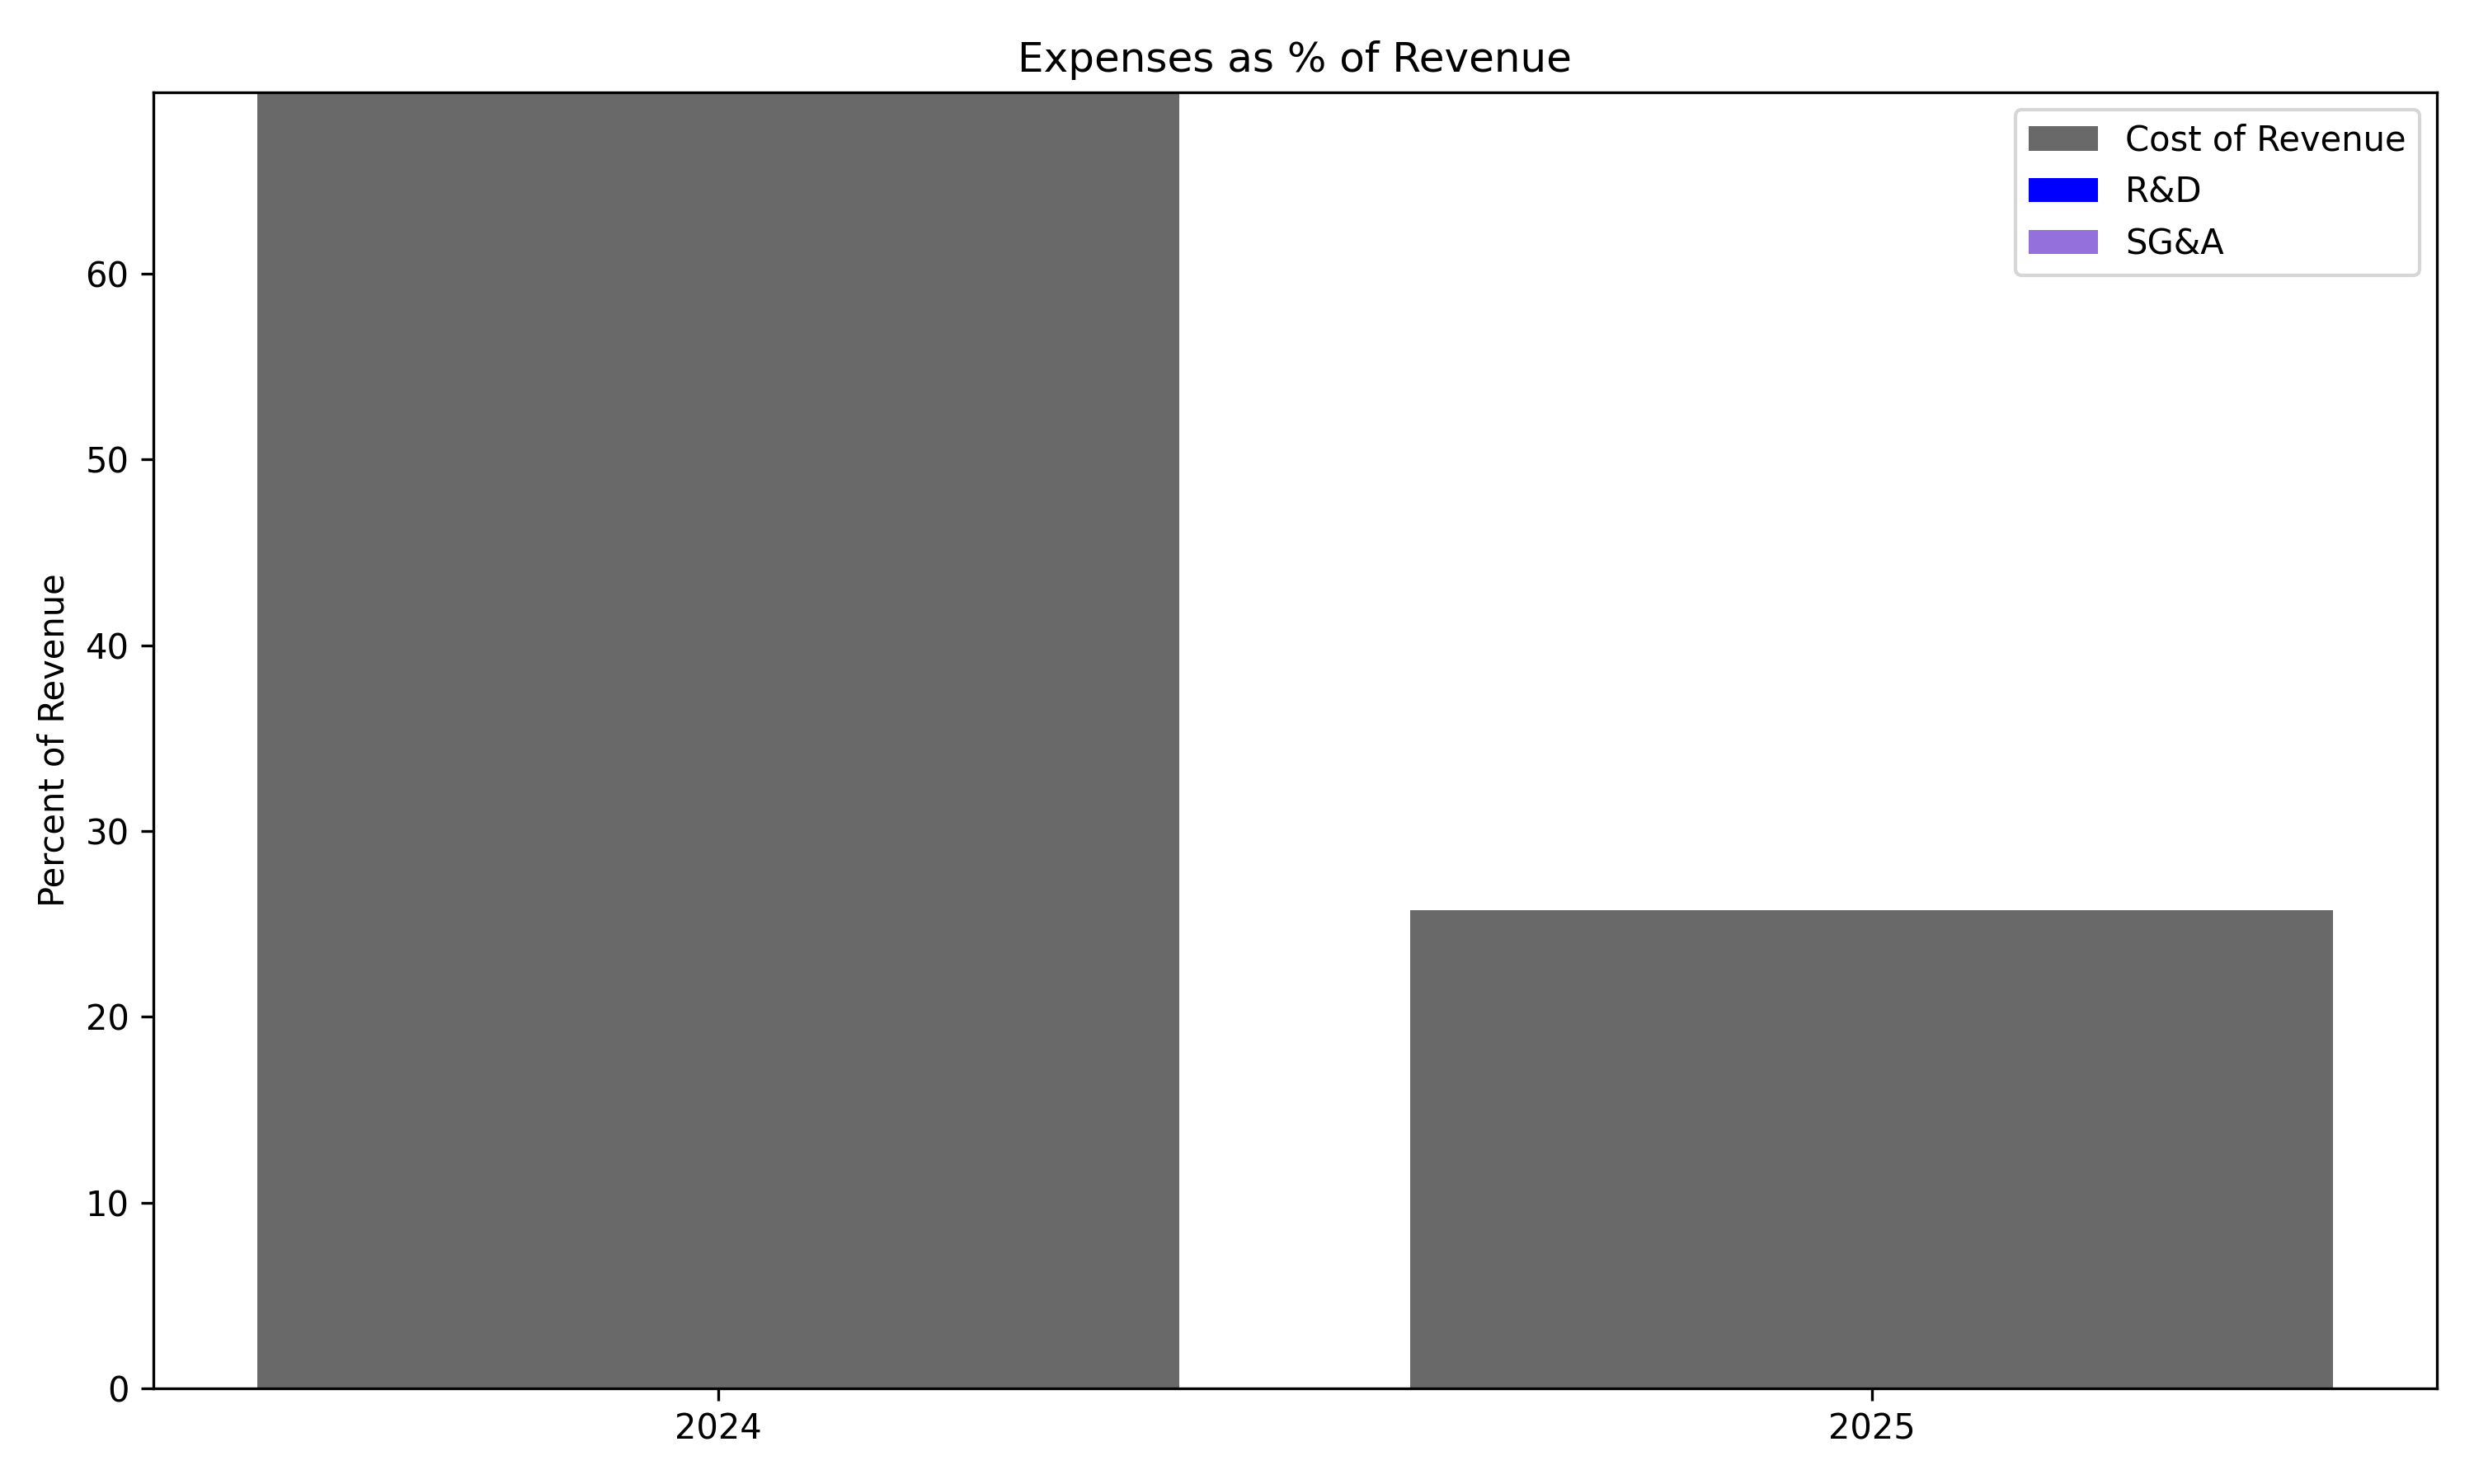 Expenses as % of Revenue
Cost of Revenue
R&D
SG&A
Percent of Revenue
60
50
40
30
20
10
0
2024
2025